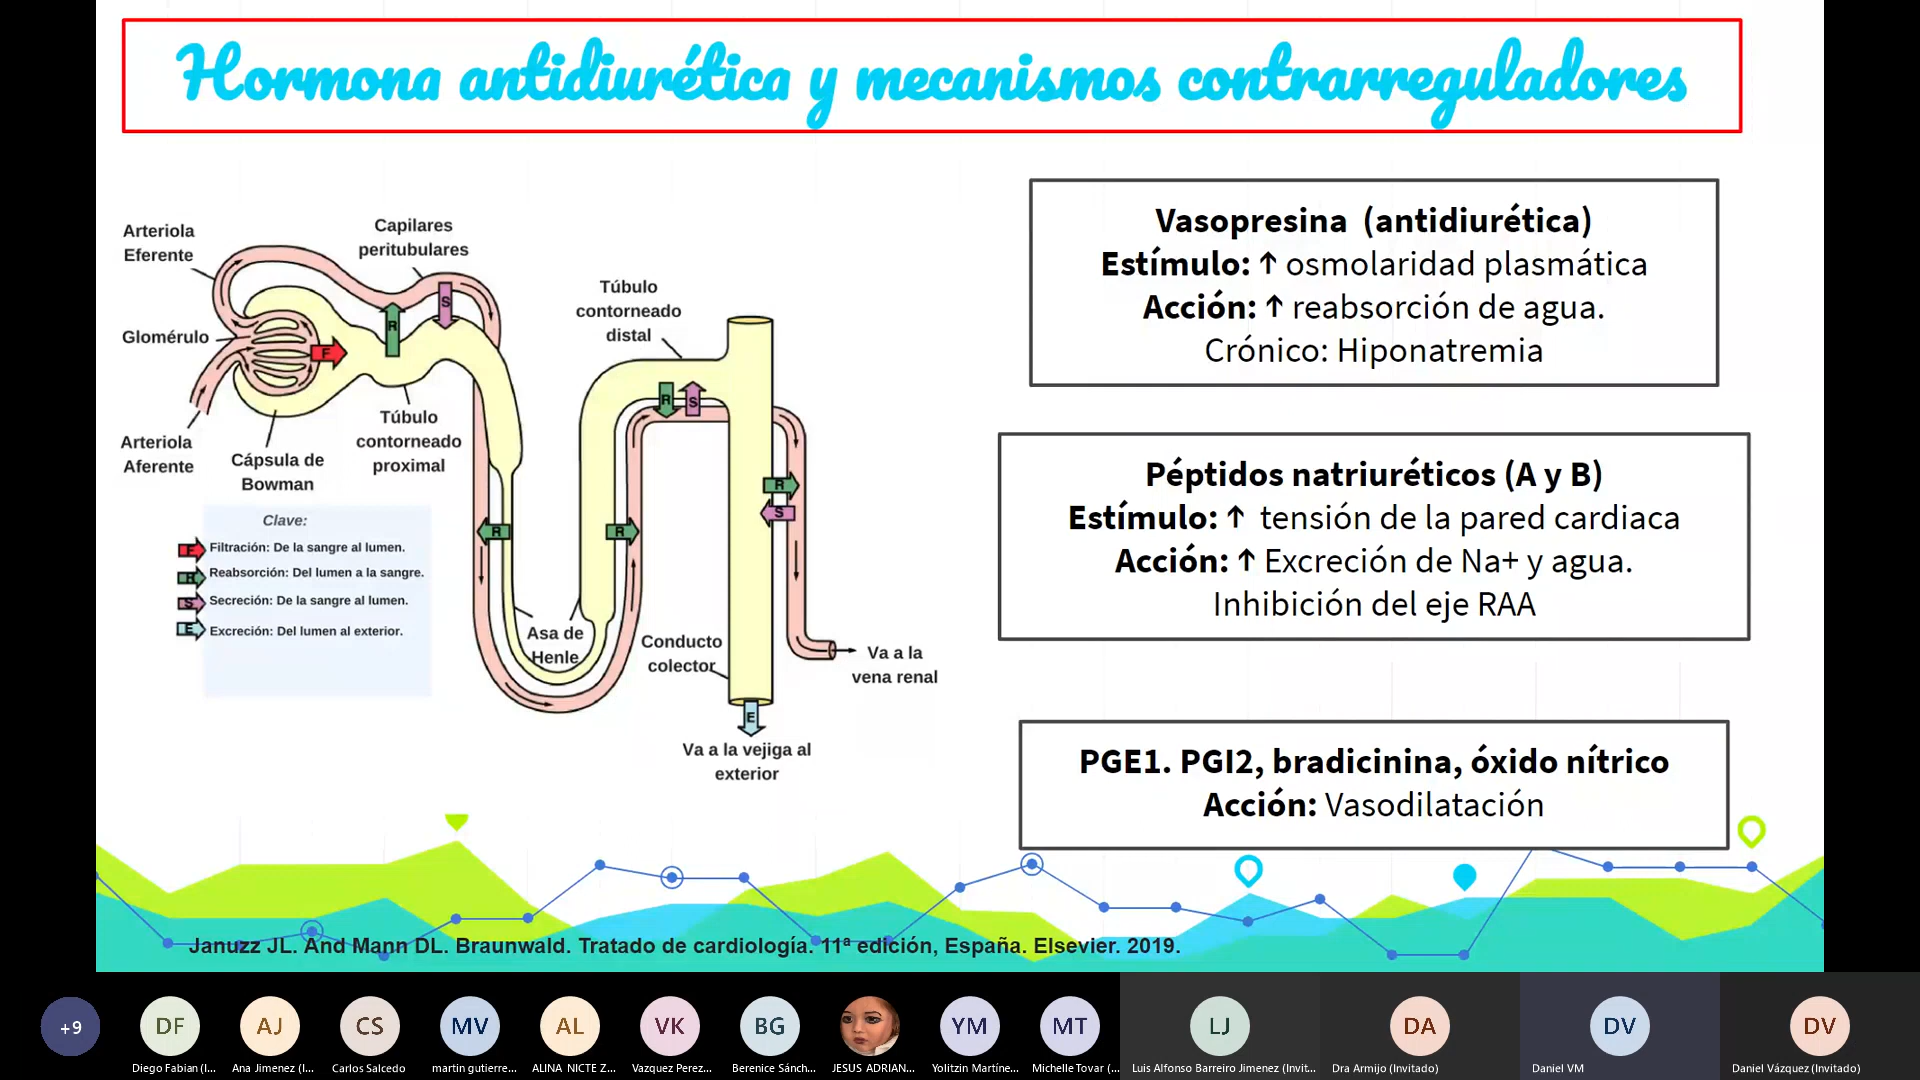 Hormona antidiurética y mecanismos contrarreguladores
Arteriola
Eferente
Capilares
peritubulares
Glomérulo
Túbulo
contorneado
distal
R
S
F
R
S
Arteriola
Aferente
Cápsula de
Bowman
Túbulo
contorneado
proximal
R
S
R
R
Clave:
F Filtración: De la sangre al lumen.
R Reabsorción: Del lumen a la sangre.
S Secreción: De la sangre al lumen.
E Excreción: Del lumen al exterior.
Asa de
Henle
Conducto
colector
Va a la
vena renal
E
Va a la vejiga al
exterior
Vasopresina (antidiurética)
Estímulo: ↑ osmolaridad plasmática
Acción: ↑ reabsorción de agua.
Crónico: Hiponatremia
Péptidos natriuréticos (A y B)
Estímulo: ↑ tensión de la pared cardiaca
Acción: ↑ Excreción de Na+ y agua.
Inhibición del eje RAA
PGE1. PGI2, bradicinina, óxido nítrico
Acción: Vasodilatación
Januzz JL. And Mann DL. Braunwald. Tratado de cardiología. 11ª edición, España. Elsevier. 2019.
+9
DF
AJ
CS
MV
AL
VK
BG
YM
MT
LJ
DA
DV
DV
Diego Fabian (I...
Ana Jimenez (I...
Carlos Salcedo
martin gutierre...
ALINA NICTE Z...
Vazquez Perez...
Berenice Sánch...
JESUS ADRIAN...
Yolitzin Martíne...
Michelle Tovar (...
Luis Alfonso Barreiro Jimenez (Invit...
Dra Armijo (Invitado)
Daniel VM
Daniel Vázquez (Invitado)